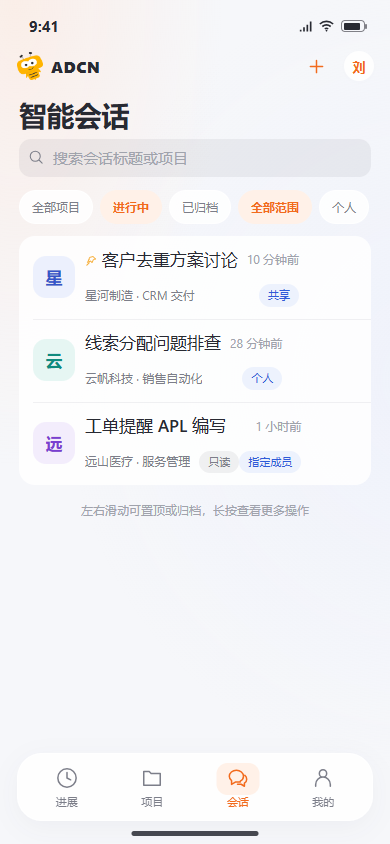 9:41
ADCN
刘
智能会话
搜索会话标题或项目
全部项目 进行中 已归档 全部范围 个人
星
客户去重方案讨论 10 分钟前
星河制造 · CRM 交付 共享
云
线索分配问题排查 28 分钟前
云帆科技 · 销售自动化 个人
远
工单提醒 APL 编写 1 小时前
远山医疗 · 服务管理 只读 指定成员
左右滑动可置顶或归档，长按查看更多操作
进展 项目 会话 我的